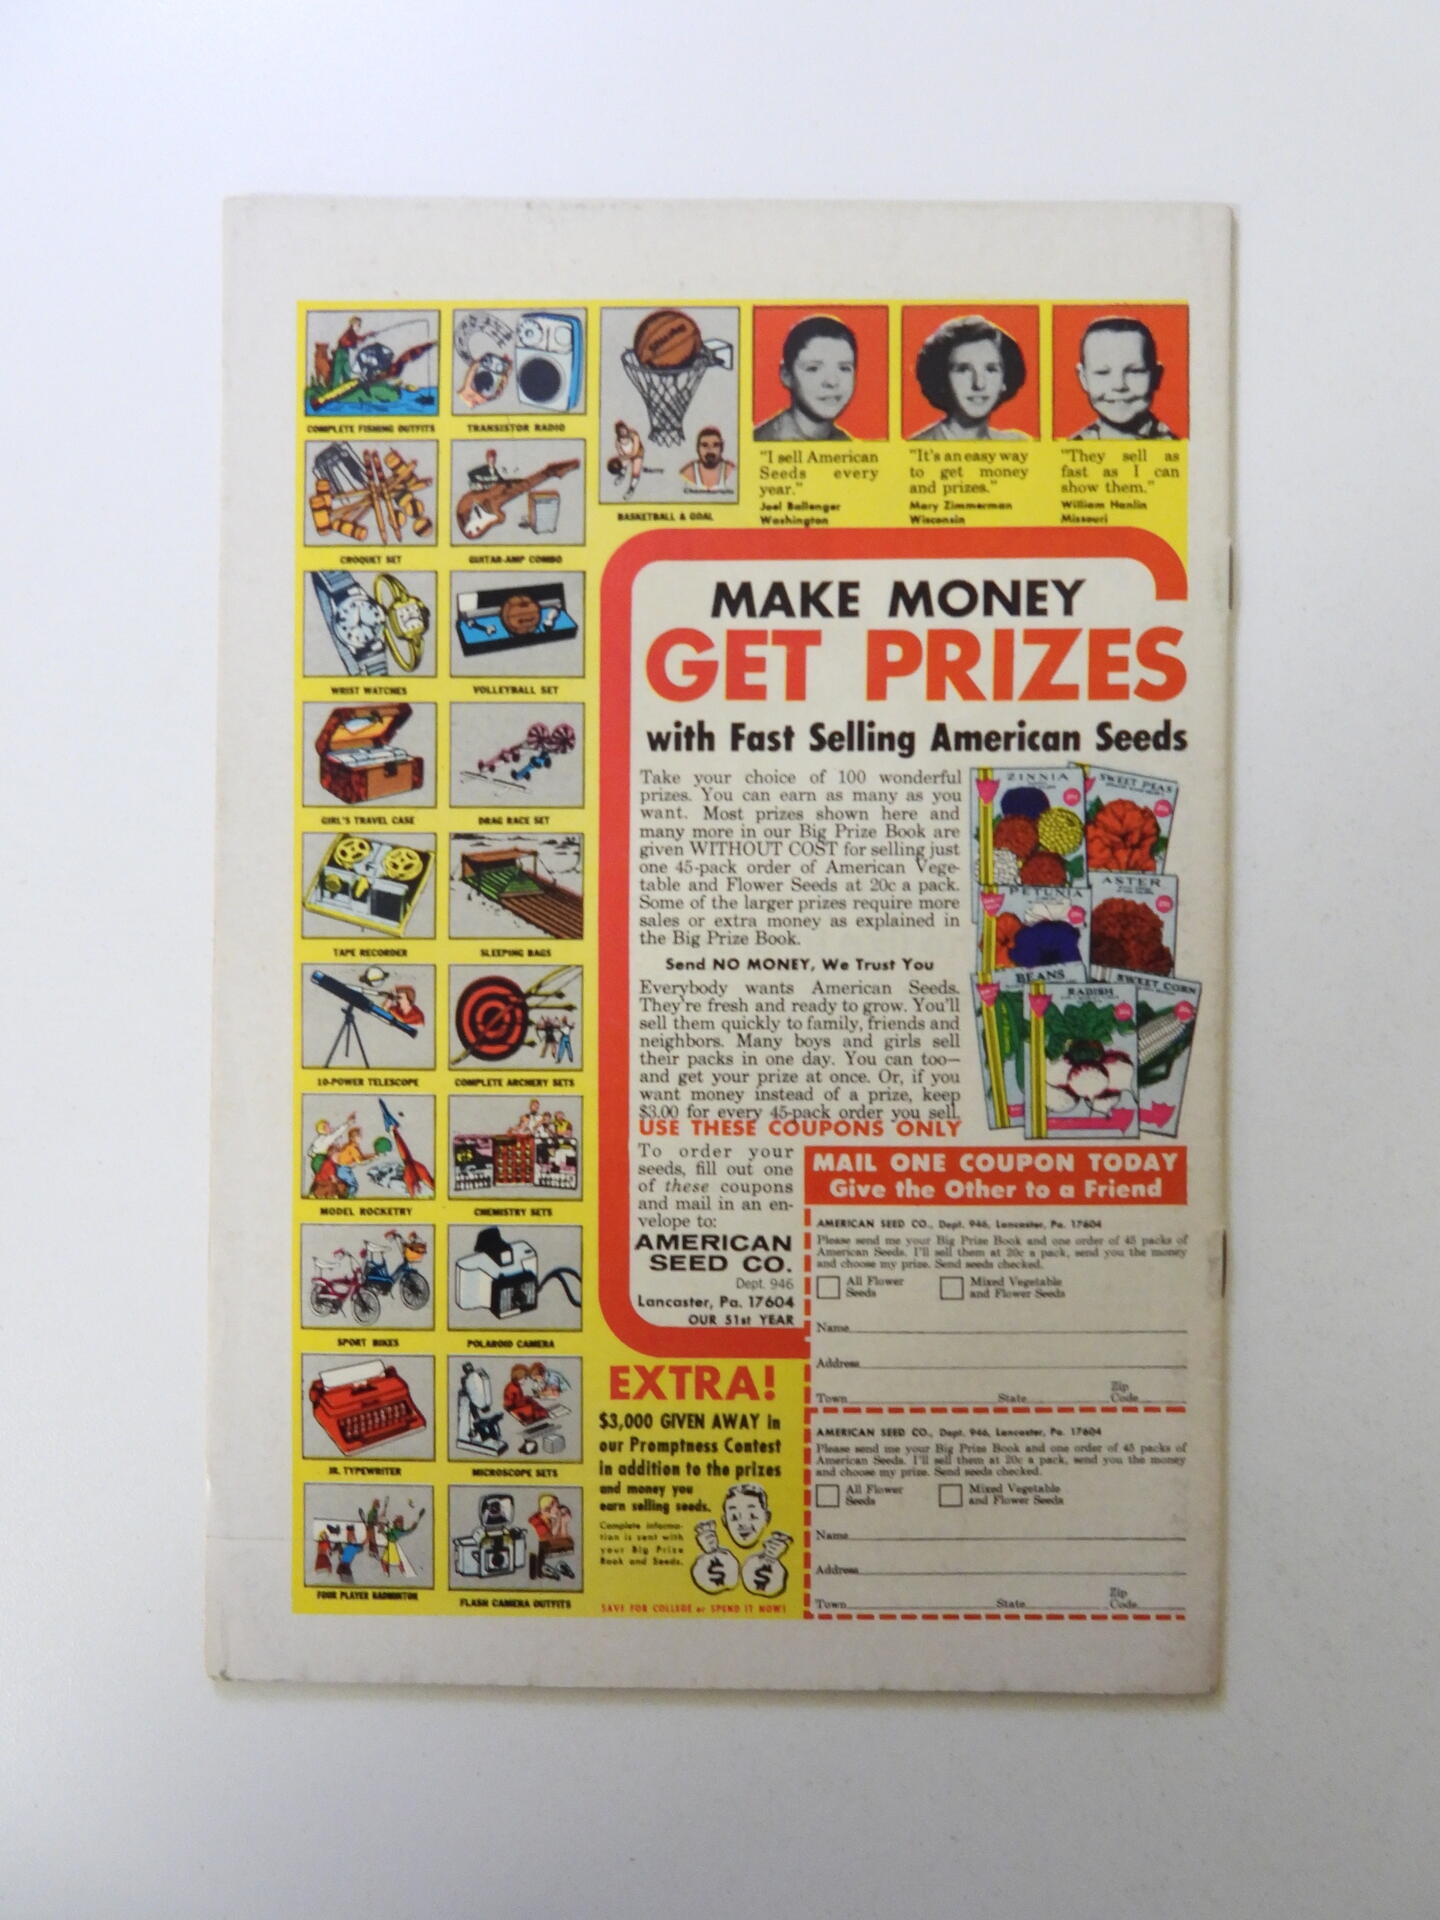 COMPLETE FISHING OUTFITS
TRANSISTOR RADIO
CROQUET SET
GUITAR-AMP COMBO
WRIST WATCHES
VOLLEYBALL SET
GIRL'S TRAVEL CASE
DRAG RACE SET
TAPE RECORDER
SLEEPING BAGS
10-POWER TELESCOPE
COMPLETE ARCHERY SETS
MODEL ROCKETRY
CHEMISTRY SETS
SPORT BIKES
POLAROID CAMERA
JR. TYPEWRITER
MICROSCOPE SETS
FOUR PLAYER BADMINTON
FLASH CAMERA OUTFITS
Barry
Chamberlain
BASKETBALL & GOAL
"I sell American
Seeds every
year."
Joel Ballenger
Washington
"It's an easy way
to get money
and prizes."
Mary Zimmerman
Wisconsin
"They sell as
fast as I can
show them."
William Hanlin
Missouri
MAKE MONEY
GET PRIZES
with Fast Selling American Seeds
Take your choice of 100 wonderful
prizes. You can earn as many as you
want. Most prizes shown here and
many more in our Big Prize Book are
given WITHOUT COST for selling just
one 45-pack order of American Vege-
table and Flower Seeds at 20c a pack.
Some of the larger prizes require more
sales or extra money as explained in
the Big Prize Book.
Send NO MONEY, We Trust You
Everybody wants American Seeds.
They're fresh and ready to grow. You'll
sell them quickly to family, friends and
neighbors. Many boys and girls sell
their packs in one day. You can too—
and get your prize at once. Or, if you
want money instead of a prize, keep
$3.00 for every 45-pack order you sell.
USE THESE COUPONS ONLY
ZINNIA
SWEET PEAS
PETUNIA
ASTER
BEANS
RADISH
SWEET CORN
To order your
seeds, fill out one
of these coupons
and mail in an en-
velope to:
AMERICAN
SEED CO.
Dept. 946
Lancaster, Pa. 17604
OUR 51st YEAR
MAIL ONE COUPON TODAY
Give the Other to a Friend
AMERICAN SEED CO., Dept. 946, Lancaster, Pa. 17604
Please send me your Big Prize Book and one order of 45 packs of
American Seeds. I'll sell them at 20c a pack, send you the money
and choose my prize. Send seeds checked.
All Flower
Seeds
Mixed Vegetable
and Flower Seeds
Name
Address
Town State Zip Code
AMERICAN SEED CO., Dept. 946, Lancaster, Pa. 17604
Please send me your Big Prize Book and one order of 45 packs of
American Seeds. I'll sell them at 20c a pack, send you the money
and choose my prize. Send seeds checked.
All Flower
Seeds
Mixed Vegetable
and Flower Seeds
Name
Address
Town State Zip Code
EXTRA!
$3,000 GIVEN AWAY in
our Promptness Contest
in addition to the prizes
and money you
earn selling seeds.
Complete informa-
tion is sent with
your Big Prize
Book and Seeds.
$ $
SAVE FOR COLLEGE or SPEND IT NOW!